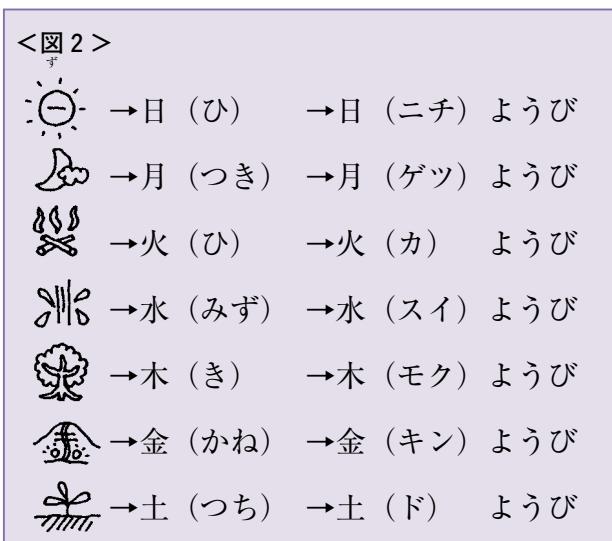 ＜図２＞
ず
→日（ひ）　→日（ニチ）ようび
→月（つき）　→月（ゲツ）ようび
→火（ひ）　→火（カ）　ようび
→水（みず）　→水（スイ）ようび
→木（き）　→木（モク）ようび
→金（かね）　→金（キン）ようび
→土（つち）　→土（ド）　ようび